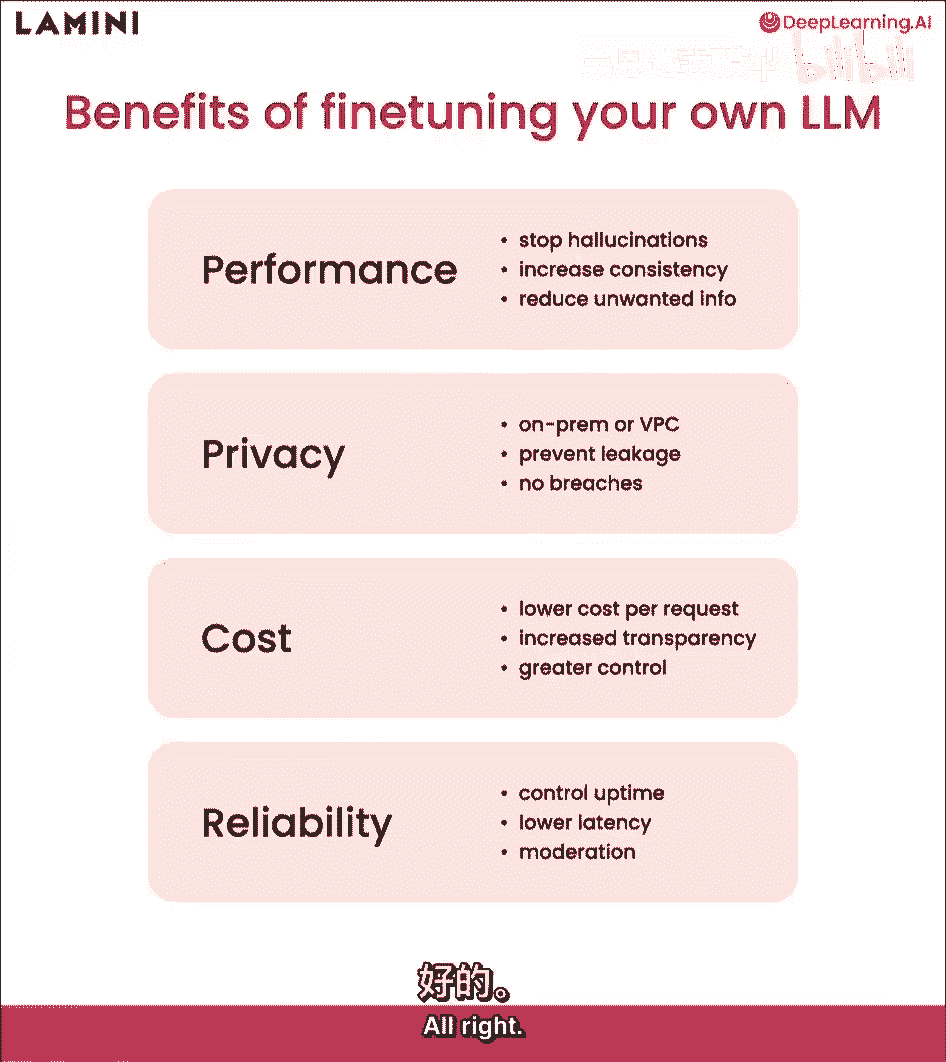 LAMINI
DeepLearning.AI
bilibili
Benefits of finetuning your own LLM
Performance
• stop hallucinations
• increase consistency
• reduce unwanted info
Privacy
• on-prem or VPC
• prevent leakage
• no breaches
Cost
• lower cost per request
• increased transparency
• greater control
Reliability
• control uptime
• lower latency
• moderation
好的。
All right.